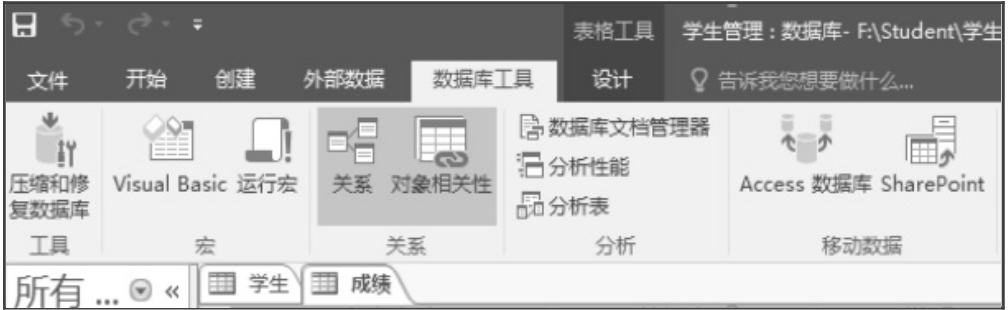 表格工具 学生管理 : 数据库- F:\Student\学生
文件 开始 创建 外部数据 数据库工具 设计 告诉我您想要做什么...
压缩和修
复数据库
Visual Basic 运行宏
关系 对象相关性
数据库文档管理器
分析性能
分析表
Access 数据库 SharePoint
工具 宏 关系 分析 移动数据
所有 ... « 学生 成绩